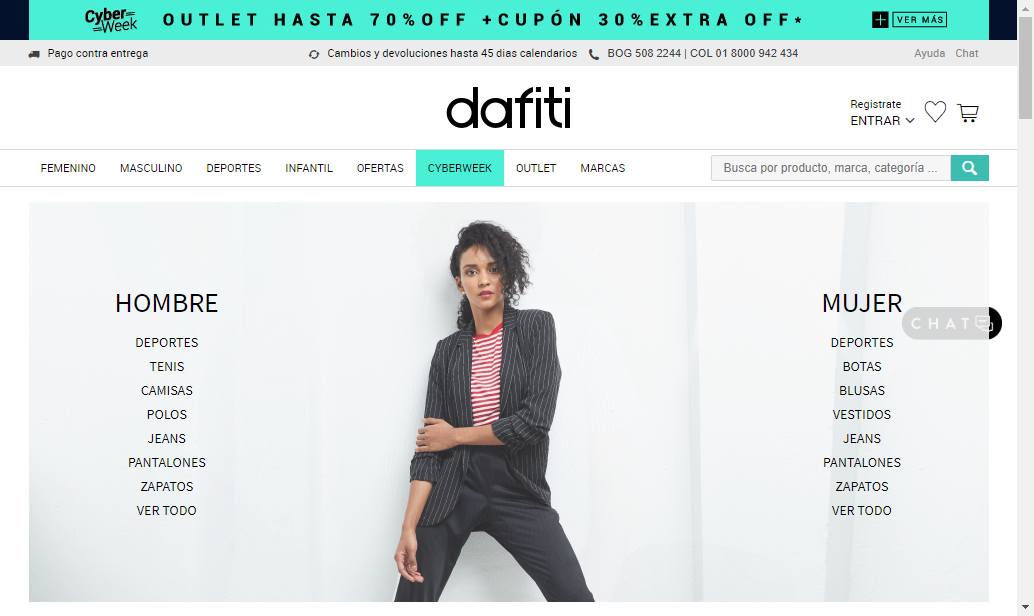 Cyber Week
OUTLET HASTA 70%OFF +CUPÓN 30%EXTRA OFF*
VER MÁS
Pago contra entrega
Cambios y devoluciones hasta 45 dias calendarios
BOG 508 2244 | COL 01 8000 942 434
Ayuda
Chat
dafiti
Registrate
ENTRAR
FEMENINO
MASCULINO
DEPORTES
INFANTIL
OFERTAS
CYBERWEEK
OUTLET
MARCAS
Busca por producto, marca, categoría ...
HOMBRE
DEPORTES
TENIS
CAMISAS
POLOS
JEANS
PANTALONES
ZAPATOS
VER TODO
MUJER
DEPORTES
BOTAS
BLUSAS
VESTIDOS
JEANS
PANTALONES
ZAPATOS
VER TODO
CHAT